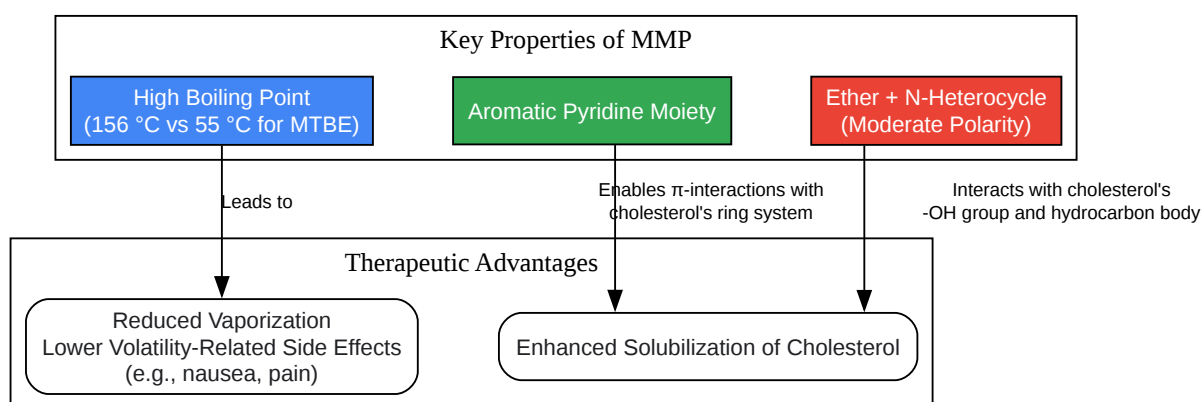 Key Properties of MMP
High Boiling Point
(156 °C vs 55 °C for MTBE)
Aromatic Pyridine Moiety
Ether + N-Heterocycle
(Moderate Polarity)
Leads to
Enables π-interactions with
cholesterol's ring system
Interacts with cholesterol's
-OH group and hydrocarbon body
Therapeutic Advantages
Reduced Vaporization
Lower Volatility-Related Side Effects
(e.g., nausea, pain)
Enhanced Solubilization of Cholesterol